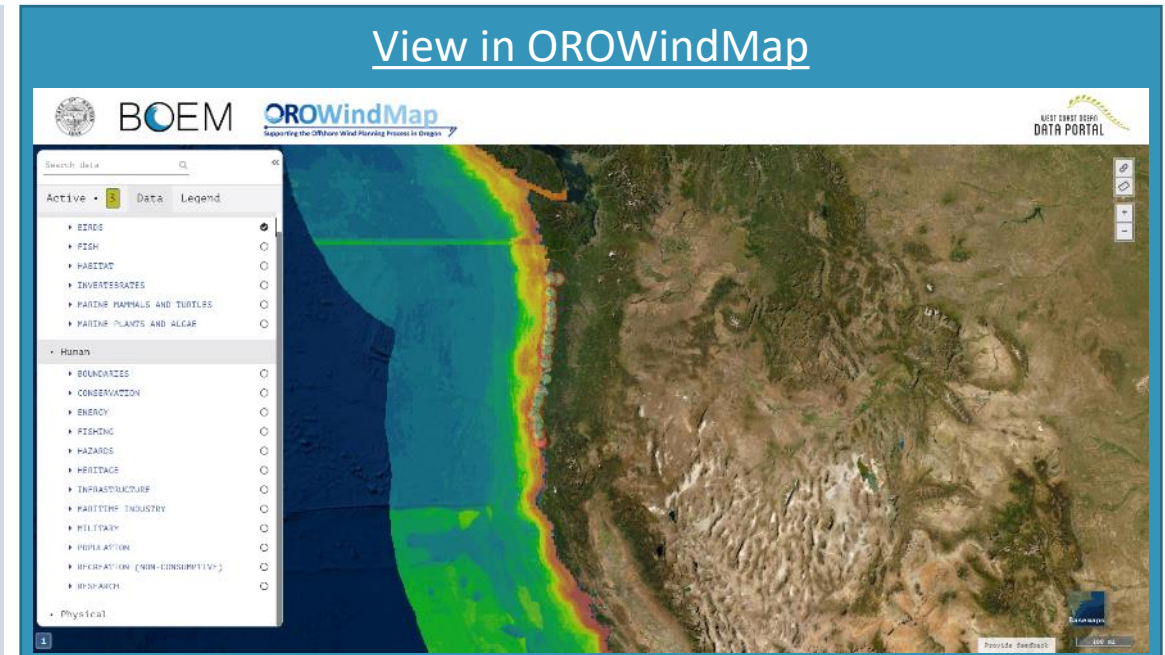 View in OROWindMap
BOEM
OROWindMap
Supporting the Offshore Wind Planning Process in Oregon
WEST COAST OCEAN
DATA PORTAL
Search data
Active • 3 Data Legend
BIRDS
FISH
HABITAT
INVERTEBRATES
MARINE MAMMALS AND TURTLES
MARINE PLANTS AND ALGAE
Human
BOUNDARIES
CONSERVATION
ENERGY
FISHING
HAZARDS
HERITAGE
INFRASTRUCTURE
MARITIME INDUSTRY
MILITARY
POPULATION
RECREATION (NON-CONSUMPTIVE)
RESEARCH
Physical
Basemaps
Provide feedback
100 mi